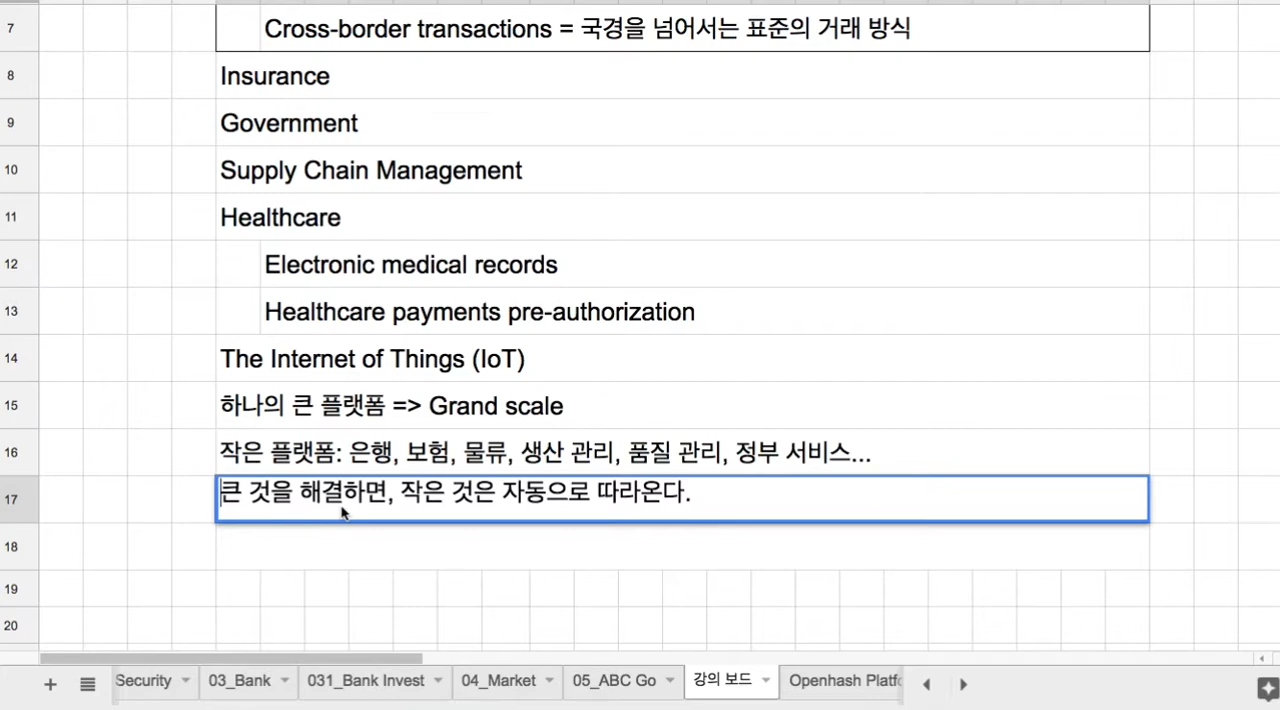 7 Cross-border transactions = 국경을 넘어서는 표준의 거래 방식
8 Insurance
9 Government
10 Supply Chain Management
11 Healthcare
12 Electronic medical records
13 Healthcare payments pre-authorization
14 The Internet of Things (IoT)
15 하나의 큰 플랫폼 => Grand scale
16 작은 플랫폼: 은행, 보험, 물류, 생산 관리, 품질 관리, 정부 서비스...
17 큰 것을 해결하면, 작은 것은 자동으로 따라온다.
18
19
20
Security 03_Bank 031_Bank Invest 04_Market 05_ABC Go 강의 보드 Openhash Platfo